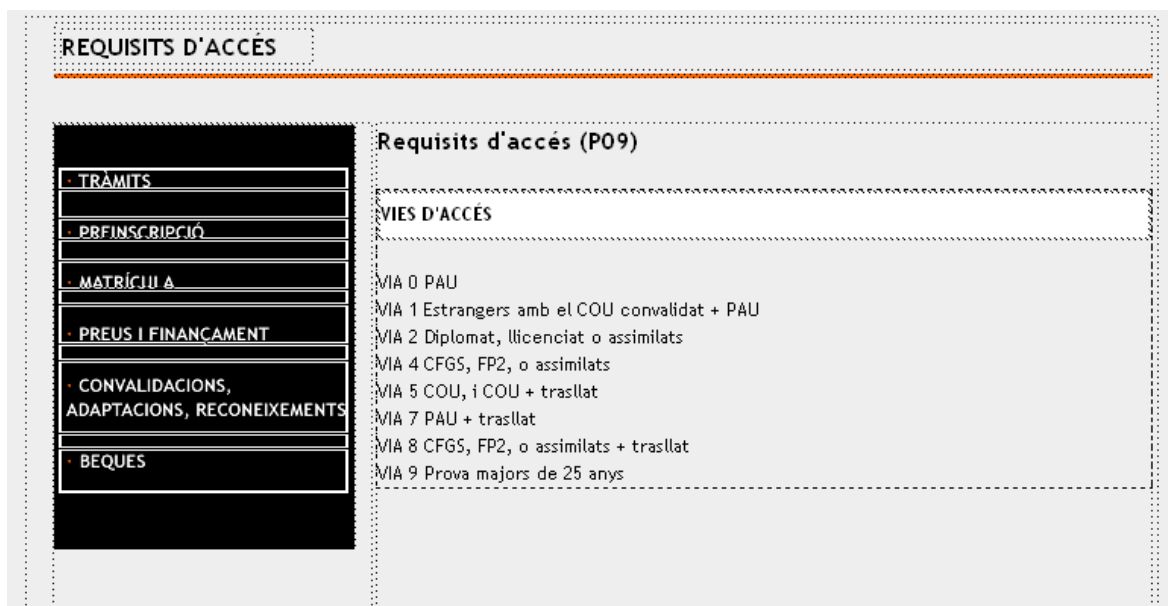 REQUISITS D'ACCÉS
· TRÀMITS
· PREINSCRIPCIÓ
· MATRÍCULA
· PREUS I FINANÇAMENT
· CONVALIDACIONS,
ADAPTACIONS, RECONEIXEMENTS
· BEQUES
Requisits d'accés (P09)
VIES D'ACCÉS
VIA 0 PAU
VIA 1 Estrangers amb el COU convalidat + PAU
VIA 2 Diplomat, llicenciat o assimilats
VIA 4 CFGS, FP2, o assimilats
VIA 5 COU, i COU + trasllat
VIA 7 PAU + trasllat
VIA 8 CFGS, FP2, o assimilats + trasllat
VIA 9 Prova majors de 25 anys